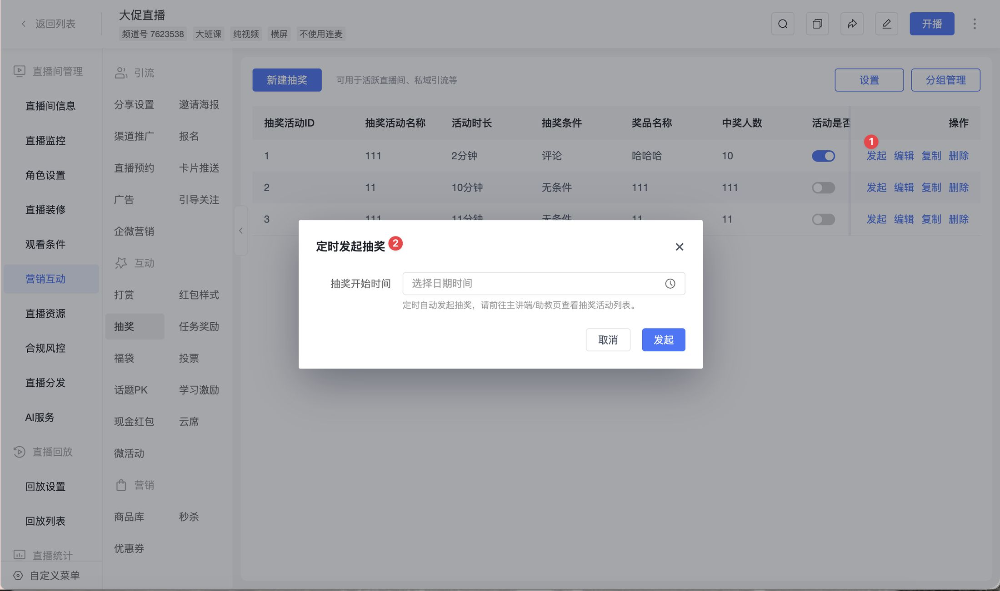 返回列表
大促直播
频道号 7623538 大班课 纯视频 横屏 不使用连麦
开播
直播间管理
直播间信息
直播监控
角色设置
直播装修
观看条件
营销互动
直播资源
合规风控
直播分发
AI服务
直播回放
回放设置
回放列表
直播统计
自定义菜单
引流
分享设置 邀请海报
渠道推广 报名
直播预约 卡片推送
广告 引导关注
企微营销
互动
打赏 红包样式
抽奖 任务奖励
福袋 投票
话题PK 学习激励
现金红包 云席
微活动
营销
商品库 秒杀
优惠券
新建抽奖 可用于活跃直播间、私域引流等 设置 分组管理
抽奖活动ID 抽奖活动名称 活动时长 抽奖条件 奖品名称 中奖人数 活动是否 操作
1
1 111 2分钟 评论 哈哈哈 10 发起 编辑 复制 删除
2 11 10分钟 无条件 111 111 发起 编辑 复制 删除
3 111 11分钟 无条件 11 11 发起 编辑 复制 删除
定时发起抽奖 2
抽奖开始时间 选择日期时间
定时自动发起抽奖，请前往主讲端/助教页查看抽奖活动列表。
取消 发起